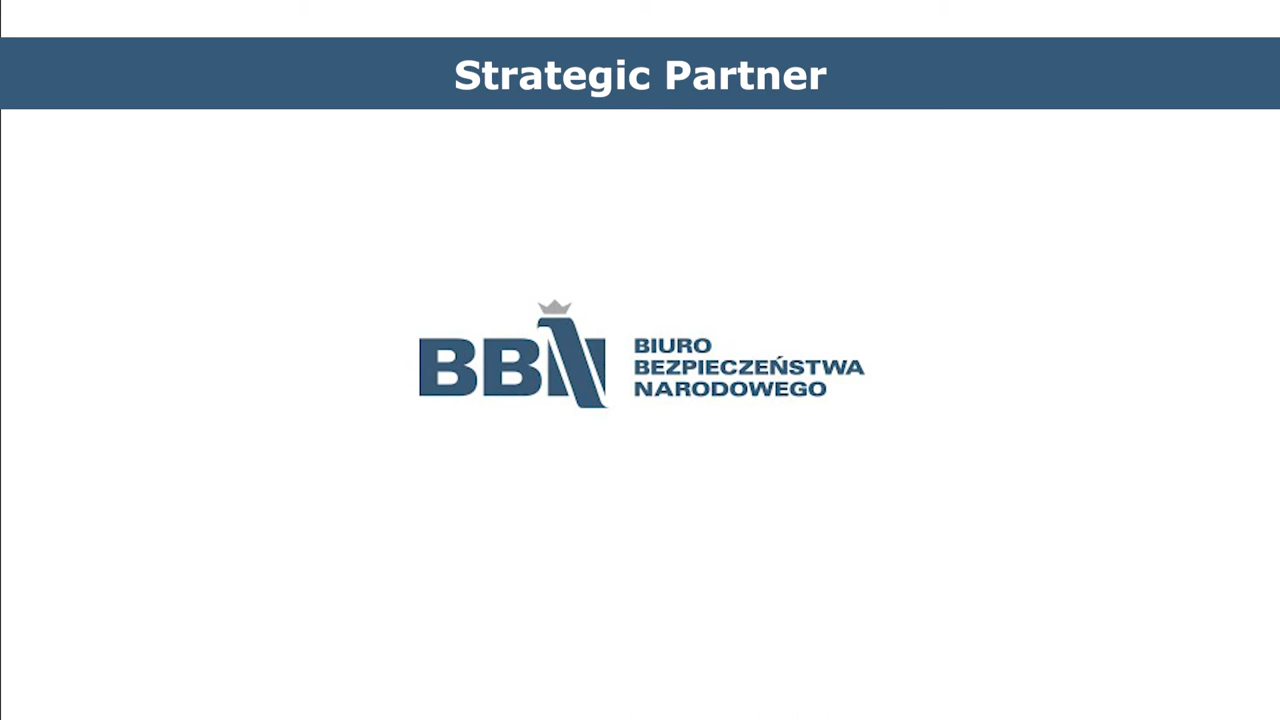 Strategic Partner
BBN
BIURO
BEZPIECZEŃSTWA
NARODOWEGO